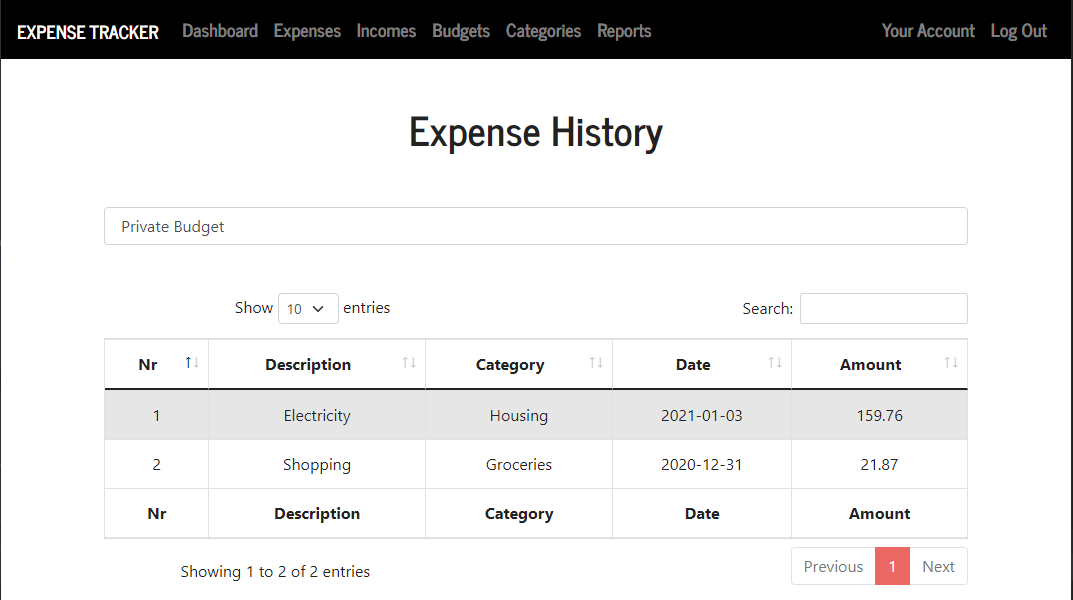 EXPENSE TRACKER Dashboard Expenses Incomes Budgets Categories Reports Your Account Log Out
Expense History
Private Budget
Show 10 entries Search:
Nr Description Category Date Amount
1 Electricity Housing 2021-01-03 159.76
2 Shopping Groceries 2020-12-31 21.87
Nr Description Category Date Amount
Showing 1 to 2 of 2 entries Previous 1 Next